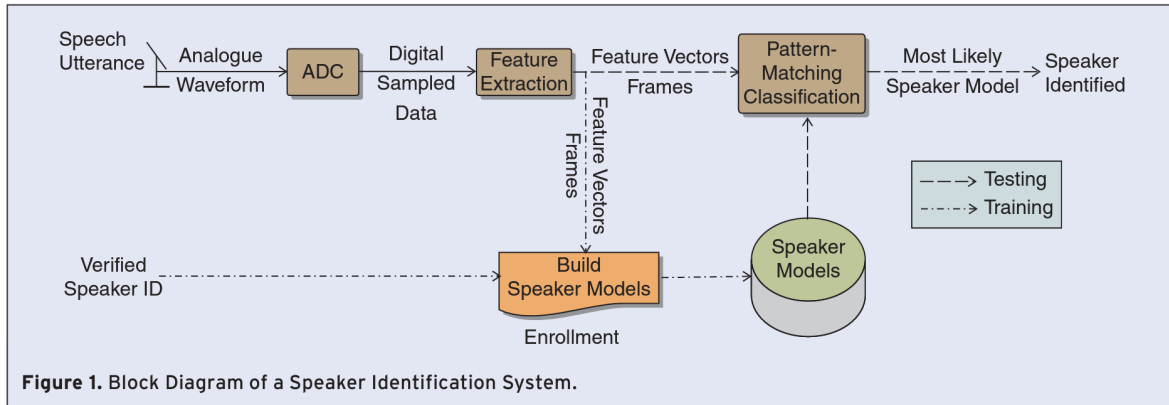 Speech
Utterance
Analogue
Waveform
ADC
Digital
Sampled
Data
Feature
Extraction
Feature Vectors
Frames
Pattern-
Matching
Classification
Most Likely
Speaker Model
Speaker
Identified
Feature Vectors
Frames
Testing
Training
Verified
Speaker ID
Build
Speaker Models
Enrollment
Speaker
Models
Figure 1. Block Diagram of a Speaker Identification System.